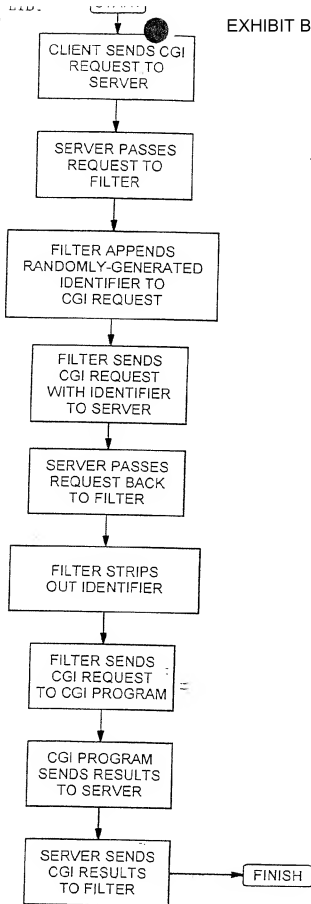 EXHIBIT B
CLIENT SENDS CGI
REQUEST TO
SERVER
SERVER PASSES
REQUEST TO
FILTER
FILTER APPENDS
RANDOMLY-GENERATED
IDENTIFIER TO
CGI REQUEST
FILTER SENDS
CGI REQUEST
WITH IDENTIFIER
TO SERVER
SERVER PASSES
REQUEST BACK
TO FILTER
FILTER STRIPS
OUT IDENTIFIER
FILTER SENDS
CGI REQUEST
TO CGI PROGRAM
CGI PROGRAM
SENDS RESULTS
TO SERVER
SERVER SENDS
CGI RESULTS
TO FILTER
FINISH